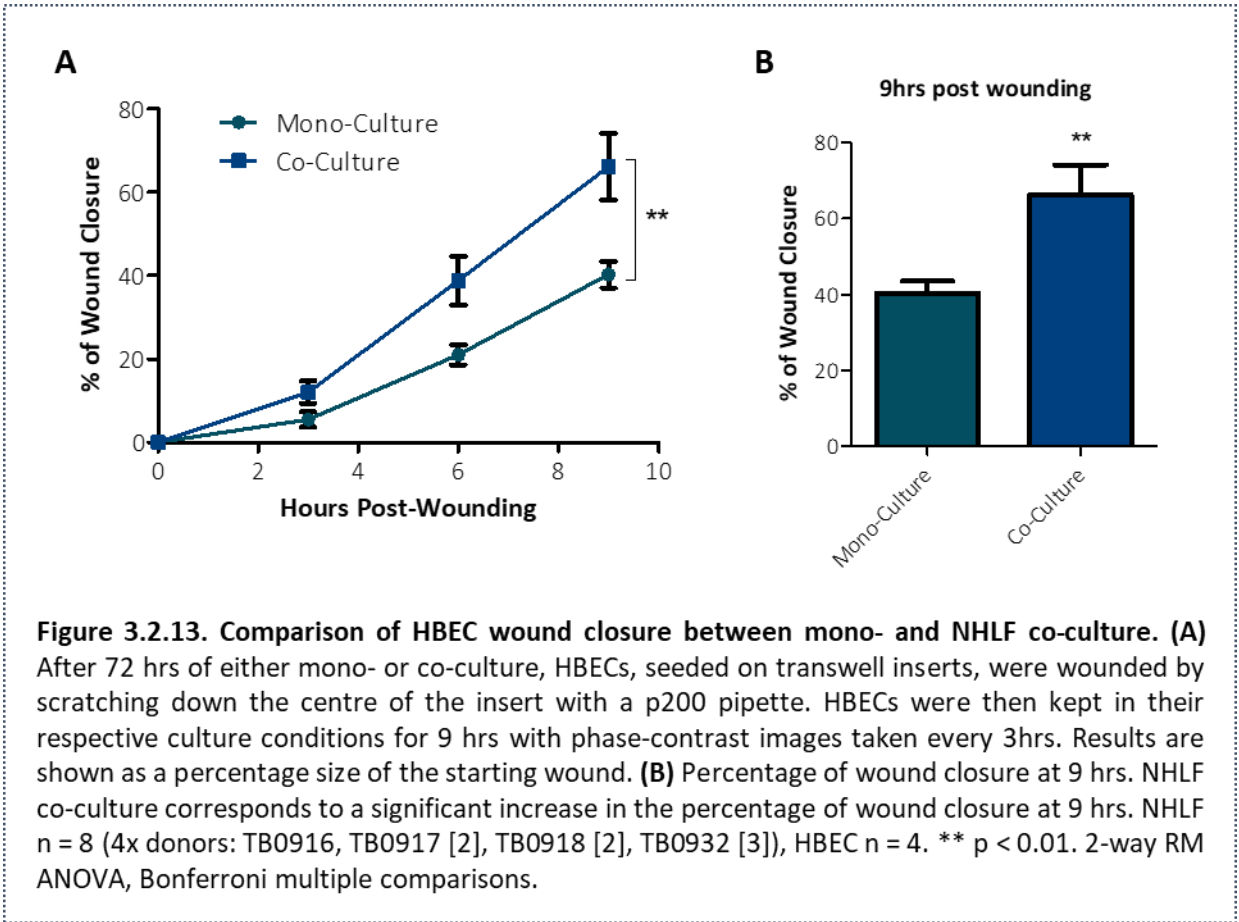 A
B
9hrs post wounding
Mono-Culture
Co-Culture
**
% of Wound Closure
80
60
40
20
0
0 2 4 6 8 10
Hours Post-Wounding
**
% of Wound Closure
80
60
40
20
0
Mono-Culture
Co-Culture
Figure 3.2.13. Comparison of HBEC wound closure between mono- and NHLF co-culture. (A)
After 72 hrs of either mono- or co-culture, HBECs, seeded on transwell inserts, were wounded by
scratching down the centre of the insert with a p200 pipette. HBECs were then kept in their
respective culture conditions for 9 hrs with phase-contrast images taken every 3hrs. Results are
shown as a percentage size of the starting wound. (B) Percentage of wound closure at 9 hrs. NHLF
co-culture corresponds to a significant increase in the percentage of wound closure at 9 hrs. NHLF
n = 8 (4x donors: TB0916, TB0917 [2], TB0918 [2], TB0932 [3]), HBEC n = 4. ** p < 0.01. 2-way RM
ANOVA, Bonferroni multiple comparisons.